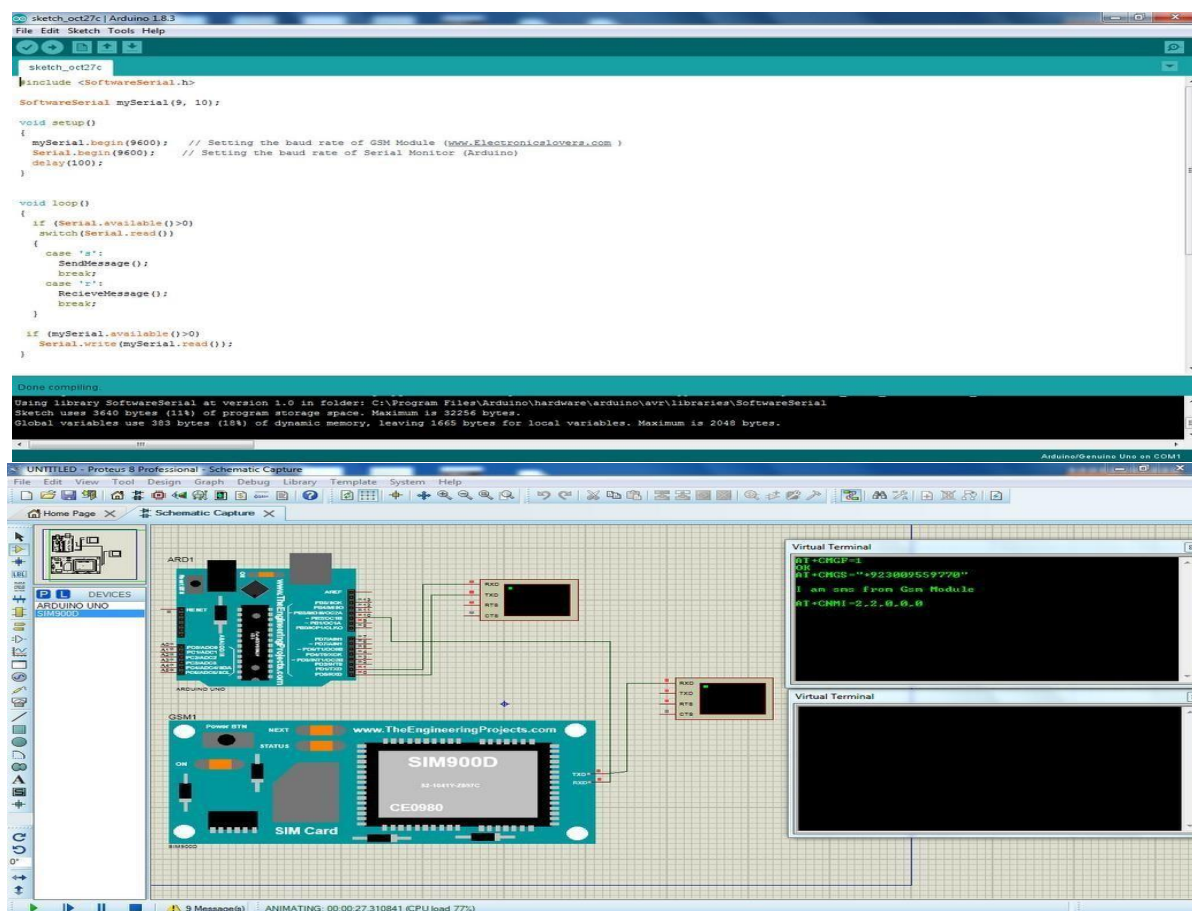 sketch_oct27c | Arduino 1.8.3
File Edit Sketch Tools Help
sketch_oct27c
#include <SoftwareSerial.h>
SoftwareSerial mySerial(9, 10);
void setup()
{
mySerial.begin(9600); // Setting the baud rate of GSM Module (www.Electronicslovers.com )
Serial.begin(9600); // Setting the baud rate of Serial Monitor (Arduino)
delay(100);
}
void loop()
{
if (Serial.available()>0)
switch(Serial.read())
{
case 's':
SendMessage();
break;
case 'r':
RecieveMessage();
break;
}
if (mySerial.available()>0)
Serial.write(mySerial.read());
}
Done compiling.
Using library SoftwareSerial at version 1.0 in folder: C:\Program Files\Arduino\hardware\arduino\avr\libraries\SoftwareSerial
Sketch uses 3640 bytes (11%) of program storage space. Maximum is 32256 bytes.
Global variables use 383 bytes (18%) of dynamic memory, leaving 1665 bytes for local variables. Maximum is 2048 bytes.
Arduino/Genuino Uno on COM1
UNTITLED - Proteus 8 Professional - Schematic Capture
File Edit View Tool Design Graph Debug Library Template System Help
Home Page
Schematic Capture
P L DEVICES
ARDUINO UNO
SIM900D
ARD1
RESET
AREF
www.TheEngineeringProjects.com
ARDUINO UNO
RXD
TXD
RTS
CTS
RXD
TXD
RTS
CTS
GSM1
Power BTN
NEXT
STATUS
ON
www.TheEngineeringProjects.com
SIM900D
CE0980
SIM Card
TXD
RXD
SIM900D
Virtual Terminal
AT+CMGF=1
OK
AT+CMGS="+923009559770"
I am sms from Gsm Module
AT+CNMI=2,2,0,0,0
Virtual Terminal
0°
9 Message(s)
ANIMATING: 00:00:27.310841 (CPU load 77%)